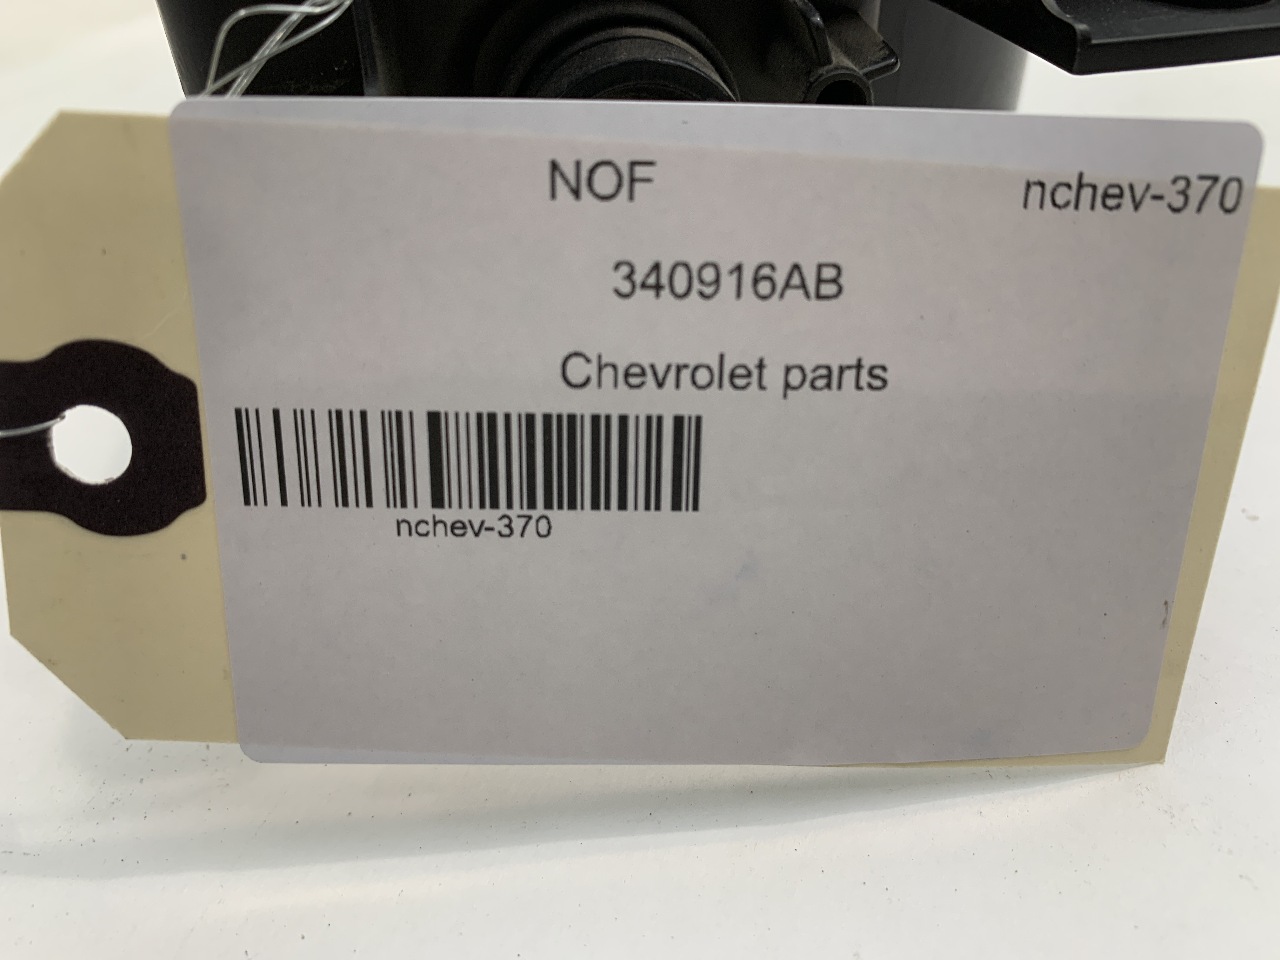 NOF nchev-370
340916AB
Chevrolet parts
nchev-370